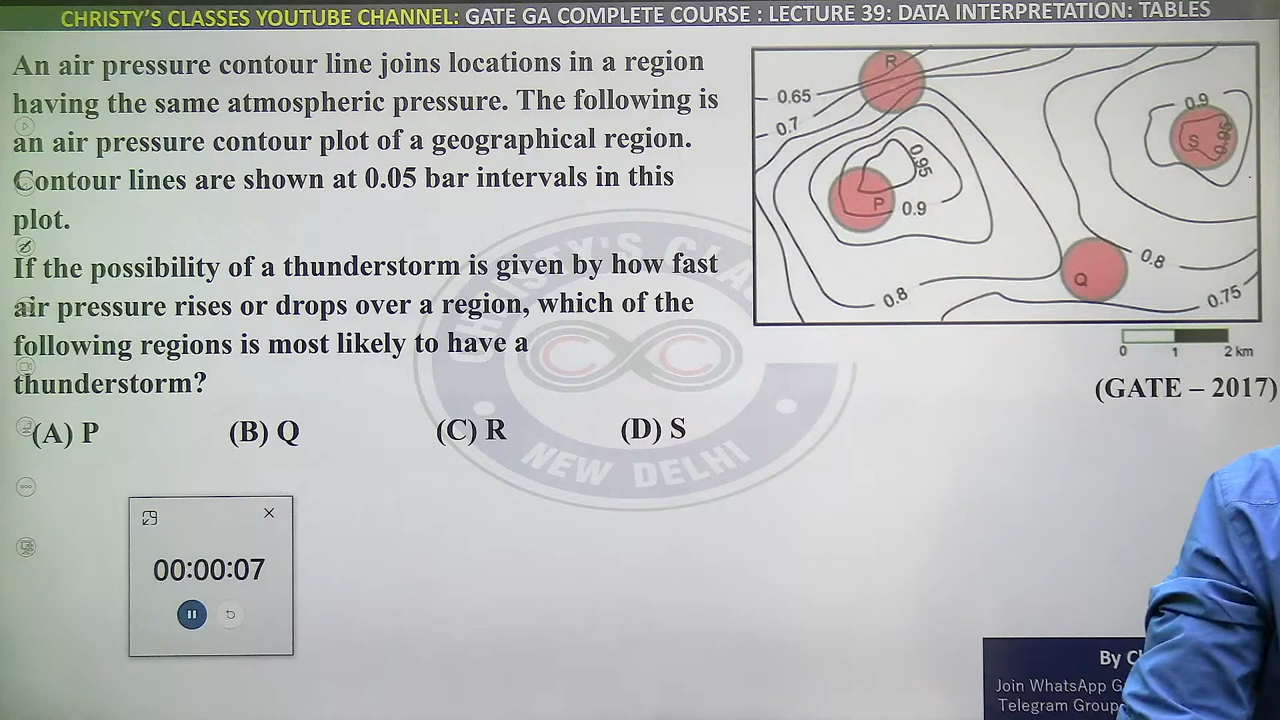 CHRISTY'S CLASSES YOUTUBE CHANNEL: GATE GA COMPLETE COURSE : LECTURE 39: DATA INTERPRETATION: TABLES
An air pressure contour line joins locations in a region
having the same atmospheric pressure. The following is
an air pressure contour plot of a geographical region.
Contour lines are shown at 0.05 bar intervals in this
plot.
If the possibility of a thunderstorm is given by how fast
air pressure rises or drops over a region, which of the
following regions is most likely to have a
thunderstorm?
(A) P (B) Q (C) R (D) S
R
0.65
0.7
0.9
S
0.95
P
0.9
Q
0.8
0.8
0.75
0 1 2 km
(GATE – 2017)
NEW DELHI
00:00:07
By
Join WhatsApp
Telegram Group